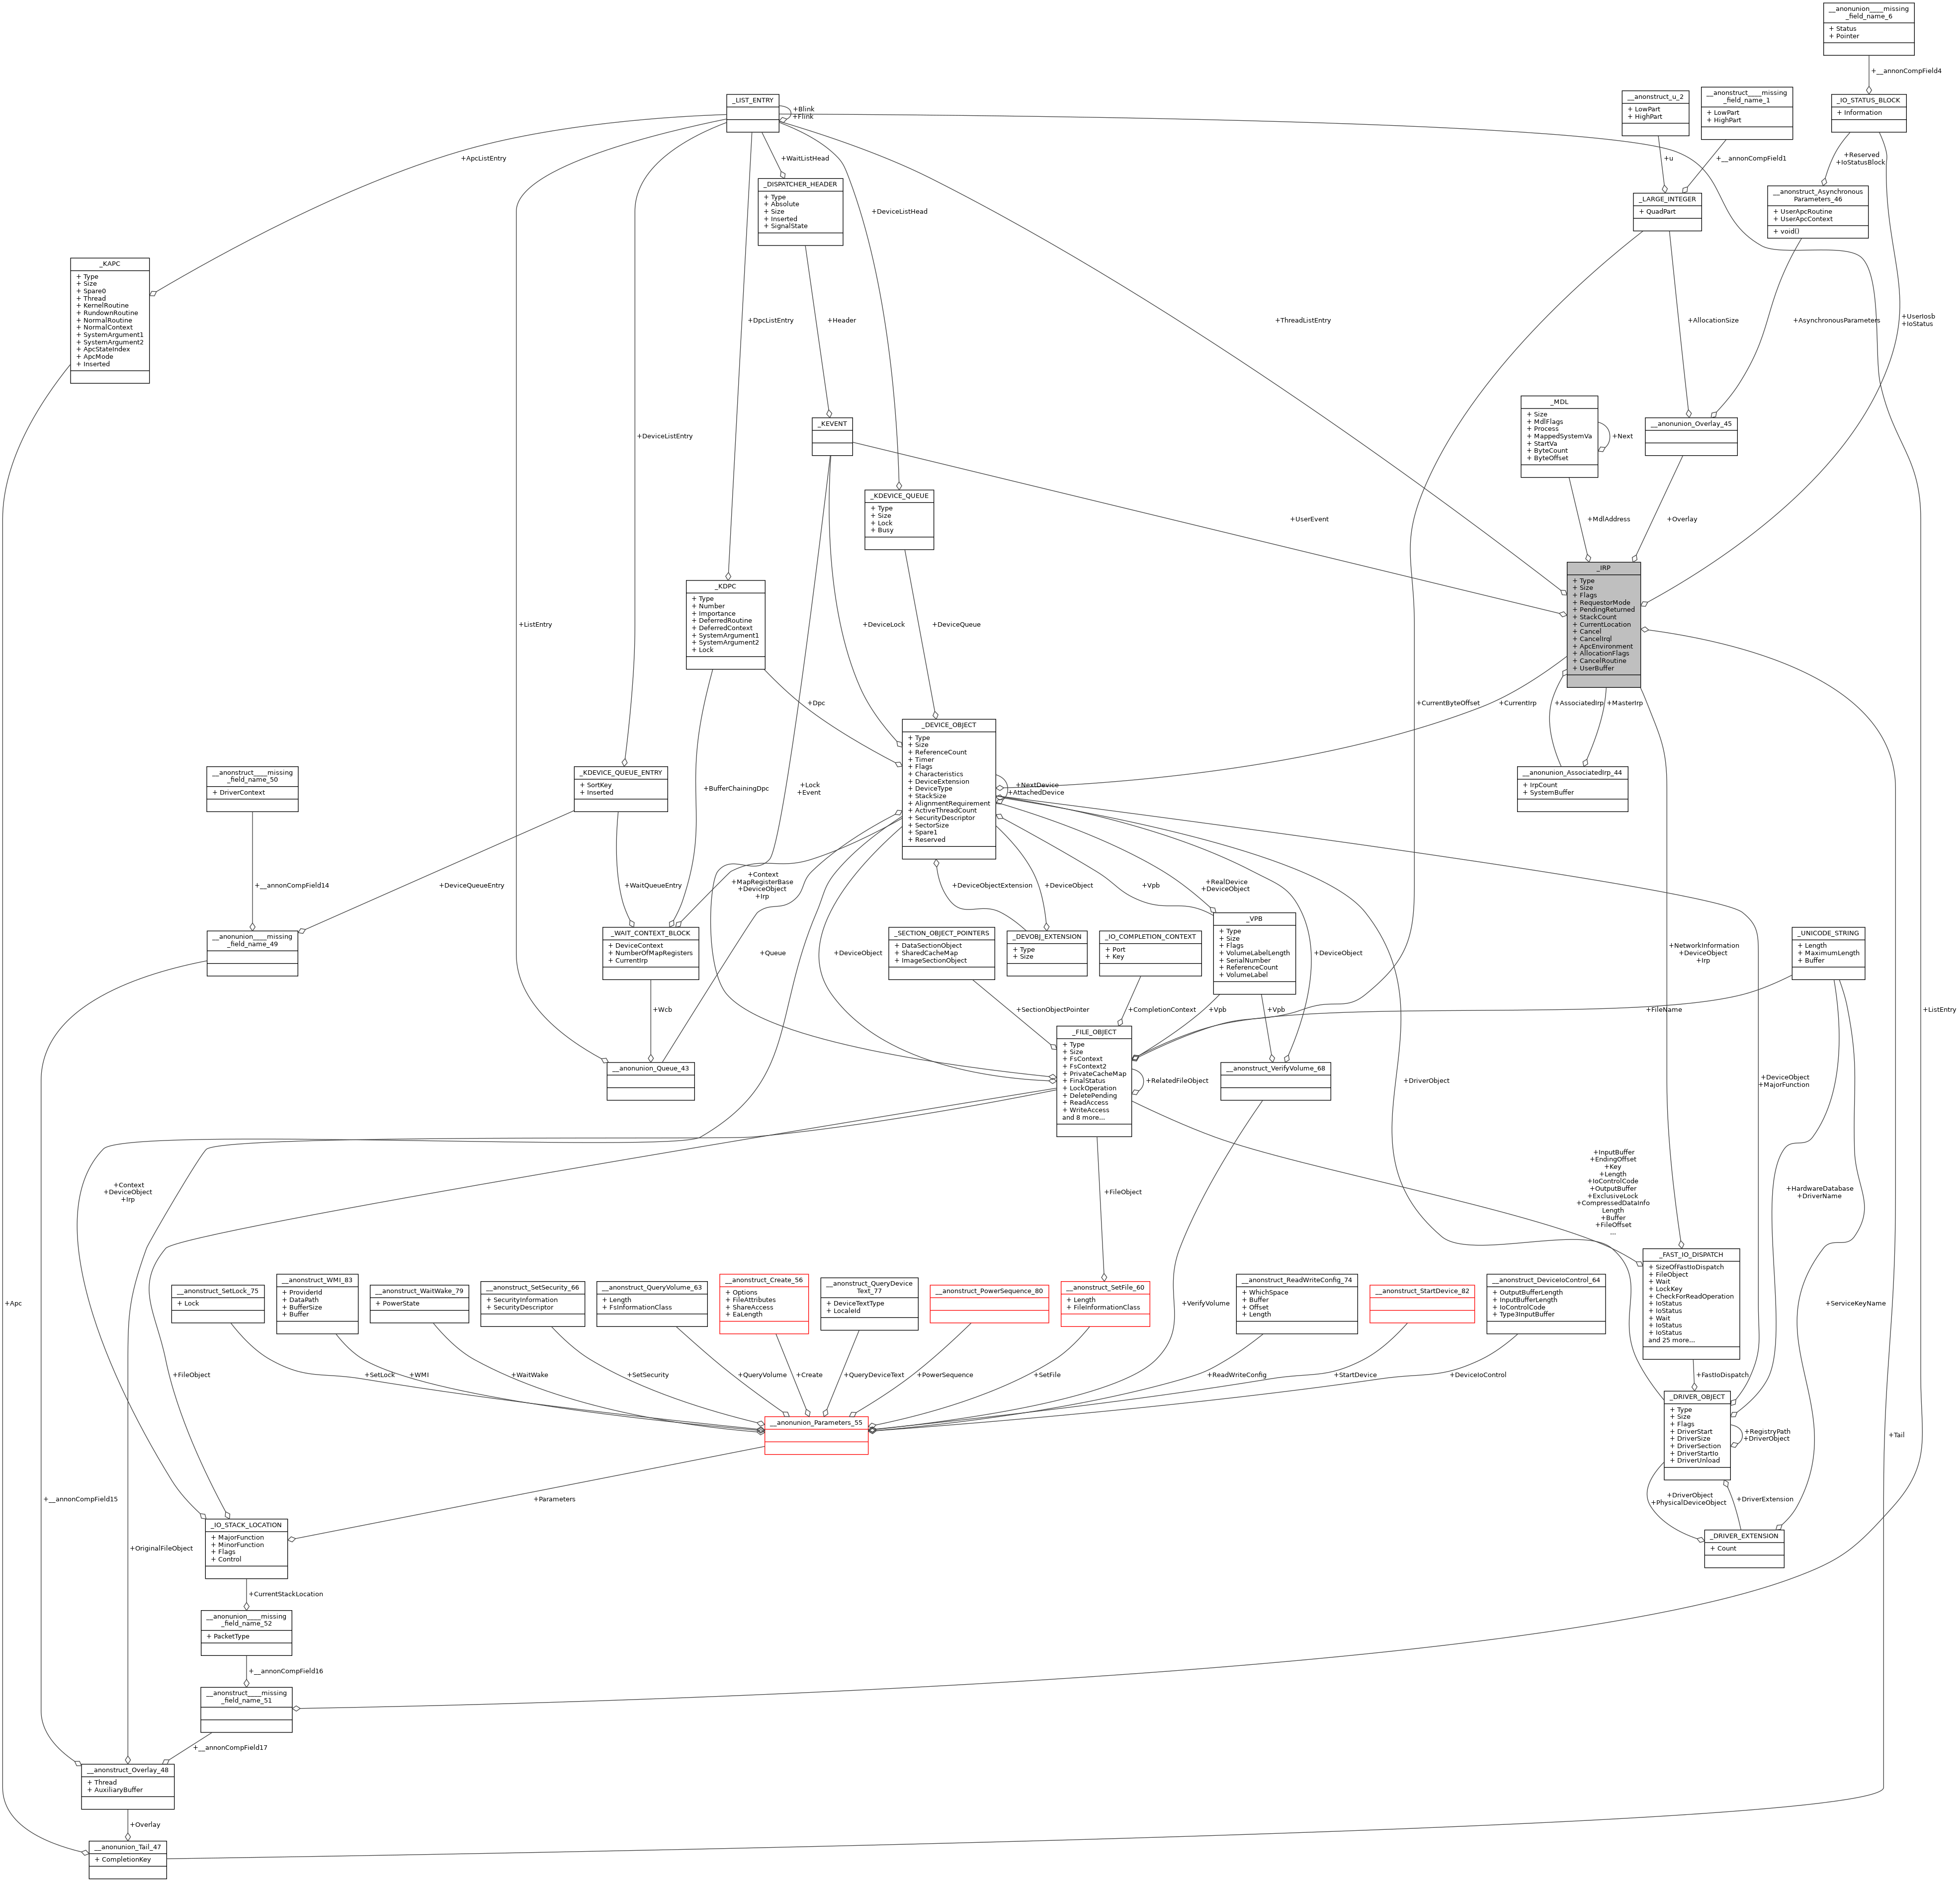 __anonunion____missing
_field_name_6
+ Status
+ Pointer
+__annonCompField4
_LIST_ENTRY
+Blink
+Flink
__anonstruct_u_2
+ LowPart
+ HighPart
__anonstruct____missing
_field_name_1
+ LowPart
+ HighPart
_IO_STATUS_BLOCK
+ Information
+ApcListEntry
+WaitListHead
+u
+__annonCompField1
+Reserved
+IoStatusBlock
_DISPATCHER_HEADER
+ Type
+ Absolute
+ Size
+ Inserted
+ SignalState
+DeviceListHead
_LARGE_INTEGER
+ QuadPart
__anonstruct_Asynchronous
Parameters_46
+ UserApcRoutine
+ UserApcContext
+ void()
_KAPC
+ Type
+ Size
+ Spare0
+ Thread
+ KernelRoutine
+ RundownRoutine
+ NormalRoutine
+ NormalContext
+ SystemArgument1
+ SystemArgument2
+ ApcStateIndex
+ ApcMode
+ Inserted
+DpcListEntry
+Header
+ThreadListEntry
+AllocationSize
+AsynchronousParameters
+UserIosb
+IoStatus
_MDL
+ Size
+ MdlFlags
+ Process
+ MappedSystemVa
+ StartVa
+ ByteCount
+ ByteOffset
+Next
+DeviceListEntry
_KEVENT
__anonunion_Overlay_45
_KDEVICE_QUEUE
+ Type
+ Size
+ Lock
+ Busy
+UserEvent
+MdlAddress
+Overlay
_KDPC
+ Type
+ Number
+ Importance
+ DeferredRoutine
+ DeferredContext
+ SystemArgument1
+ SystemArgument2
+ Lock
+ListEntry
+DeviceLock
+DeviceQueue
_IRP
+ Type
+ Size
+ Flags
+ RequestorMode
+ PendingReturned
+ StackCount
+ CurrentLocation
+ Cancel
+ CancelIrql
+ ApcEnvironment
+ AllocationFlags
+ CancelRoutine
+ UserBuffer
+Dpc
+CurrentByteOffset
+CurrentIrp
+AssociatedIrp
+MasterIrp
_DEVICE_OBJECT
+ Type
+ Size
+ ReferenceCount
+ Timer
+ Flags
+ Characteristics
+ DeviceExtension
+ DeviceType
+ StackSize
+ AlignmentRequirement
+ ActiveThreadCount
+ SecurityDescriptor
+ SectorSize
+ Spare1
+ Reserved
+NextDevice
+AttachedDevice
__anonstruct____missing
_field_name_50
+ DriverContext
_KDEVICE_QUEUE_ENTRY
+ SortKey
+ Inserted
+BufferChainingDpc
+Lock
+Event
__anonunion_AssociatedIrp_44
+ IrpCount
+ SystemBuffer
+__annonCompField14
+DeviceQueueEntry
+WaitQueueEntry
+Context
+MapRegisterBase
+DeviceObject
+Irp
+DeviceObjectExtension
+DeviceObject
+Vpb
+RealDevice
+DeviceObject
__anonunion____missing
_field_name_49
_WAIT_CONTEXT_BLOCK
+ DeviceContext
+ NumberOfMapRegisters
+ CurrentIrp
+Queue
+DeviceObject
_SECTION_OBJECT_POINTERS
+ DataSectionObject
+ SharedCacheMap
+ ImageSectionObject
_DEVOBJ_EXTENSION
+ Type
+ Size
_IO_COMPLETION_CONTEXT
+ Port
+ Key
_VPB
+ Type
+ Size
+ Flags
+ VolumeLabelLength
+ SerialNumber
+ ReferenceCount
+ VolumeLabel
+DeviceObject
+NetworkInformation
+DeviceObject
+Irp
_UNICODE_STRING
+ Length
+ MaximumLength
+ Buffer
+Wcb
+SectionObjectPointer
+CompletionContext
+Vpb
+Vpb
+FileName
+ListEntry
__anonunion_Queue_43
_FILE_OBJECT
+ Type
+ Size
+ FsContext
+ FsContext2
+ PrivateCacheMap
+ FinalStatus
+ LockOperation
+ DeletePending
+ ReadAccess
+ WriteAccess
and 8 more...
+RelatedFileObject
__anonstruct_VerifyVolume_68
+DriverObject
+DeviceObject
+MajorFunction
+Context
+DeviceObject
+Irp
+FileObject
+InputBuffer
+EndingOffset
+Key
+Length
+IoControlCode
+OutputBuffer
+ExclusiveLock
+CompressedDataInfo
Length
+Buffer
+FileOffset
...
+HardwareDatabase
+DriverName
__anonstruct_SetLock_75
+ Lock
__anonstruct_WMI_83
+ ProviderId
+ DataPath
+ BufferSize
+ Buffer
__anonstruct_WaitWake_79
+ PowerState
__anonstruct_SetSecurity_66
+ SecurityInformation
+ SecurityDescriptor
__anonstruct_QueryVolume_63
+ Length
+ FsInformationClass
__anonstruct_Create_56
+ Options
+ FileAttributes
+ ShareAccess
+ EaLength
__anonstruct_QueryDevice
Text_77
+ DeviceTextType
+ LocaleId
__anonstruct_PowerSequence_80
__anonstruct_SetFile_60
+ Length
+ FileInformationClass
+VerifyVolume
__anonstruct_ReadWriteConfig_74
+ WhichSpace
+ Buffer
+ Offset
+ Length
__anonstruct_StartDevice_82
__anonstruct_DeviceIoControl_64
+ OutputBufferLength
+ InputBufferLength
+ IoControlCode
+ Type3InputBuffer
_FAST_IO_DISPATCH
+ SizeOfFastIoDispatch
+ FileObject
+ Wait
+ LockKey
+ CheckForReadOperation
+ IoStatus
+ IoStatus
+ Wait
+ IoStatus
+ IoStatus
and 25 more...
+Apc
+ServiceKeyName
+FileObject
+SetLock
+WMI
+WaitWake
+SetSecurity
+QueryVolume
+Create
+QueryDeviceText
+PowerSequence
+SetFile
+ReadWriteConfig
+StartDevice
+DeviceIoControl
+FastIoDispatch
__anonunion_Parameters_55
_DRIVER_OBJECT
+ Type
+ Size
+ Flags
+ DriverStart
+ DriverSize
+ DriverSection
+ DriverStartIo
+ DriverUnload
+RegistryPath
+DriverObject
+Tail
+__annonCompField15
+Parameters
+DriverObject
+PhysicalDeviceObject
+DriverExtension
_IO_STACK_LOCATION
+ MajorFunction
+ MinorFunction
+ Flags
+ Control
+OriginalFileObject
_DRIVER_EXTENSION
+ Count
+CurrentStackLocation
__anonunion____missing
_field_name_52
+ PacketType
+__annonCompField16
__anonstruct____missing
_field_name_51
+__annonCompField17
__anonstruct_Overlay_48
+ Thread
+ AuxiliaryBuffer
+Overlay
__anonunion_Tail_47
+ CompletionKey